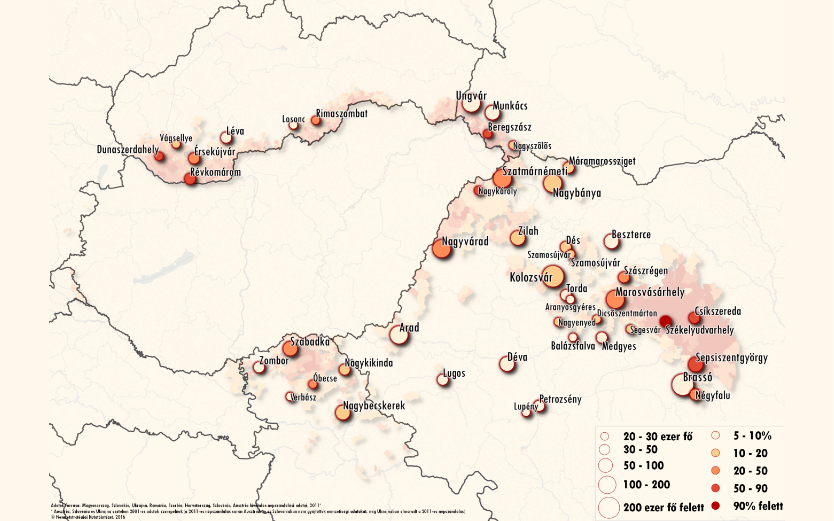 Ungvár
Munkács
Rimaszombat
Losonc
Beregszász
Léva
Vágsellye
Nagyszőlős
Dunaszerdahely
Érsekújvár
Máramarossziget
Révkomárom
Szatmárnémeti
Nagykároly
Nagybánya
Zilah
Dés
Beszterce
Nagyvárad
Szamosújvár
Szamosújvár
Szászrégen
Kolozsvár
Torda
Marosvásárhely
Aranyosgyéres
Dicsőszentmárton
Csíkszereda
Nagyenyed
Segesvár
Székelyudvarhely
Arad
Balázsfalva
Medgyes
Szabadka
Zombor
Nagykikinda
Déva
Sepsiszentgyörgy
Óbecse
Lugos
Brassó
Verbász
Négyfalu
Nagybecskerek
Petrozsény
Lupény
20 - 30 ezer fő
30 - 50
50 - 100
100 - 200
200 ezer fő felett
5 - 10%
10 - 20
20 - 50
50 - 90
90% felett